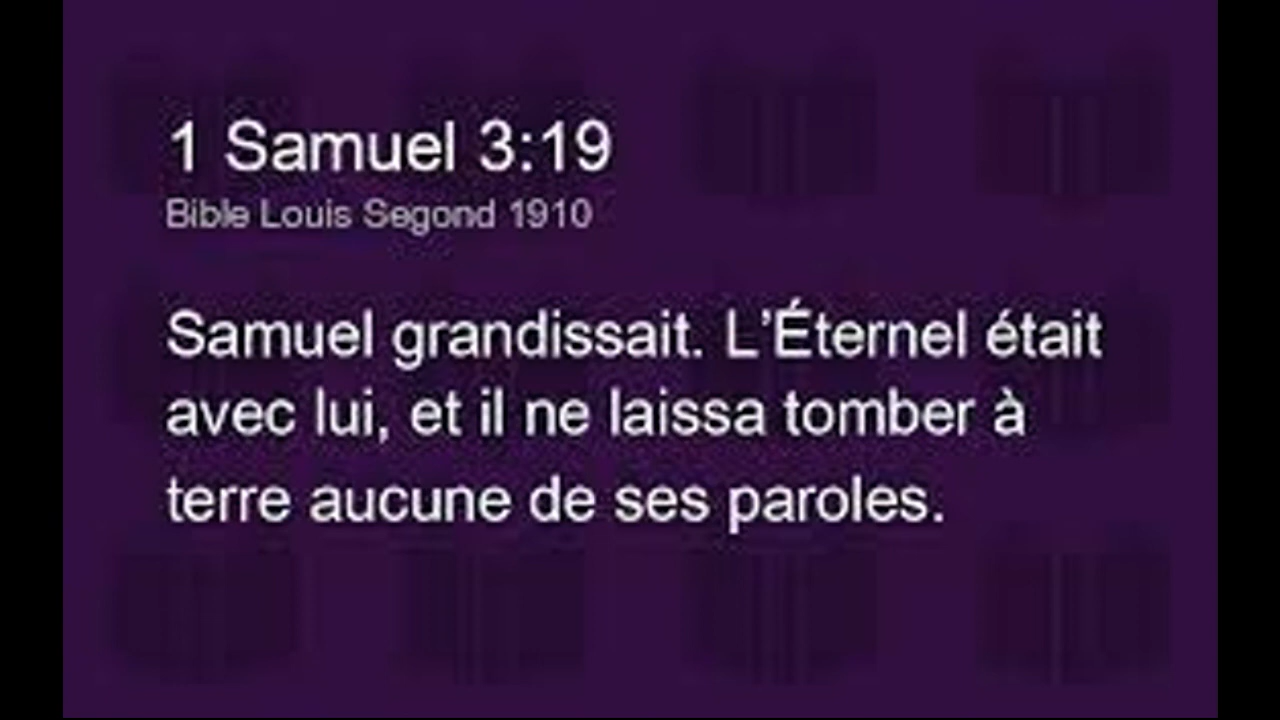 1 Samuel 3:19
Bible Louis Segond 1910
Samuel grandissait. L’Éternel était
avec lui, et il ne laissa tomber à
terre aucune de ses paroles.